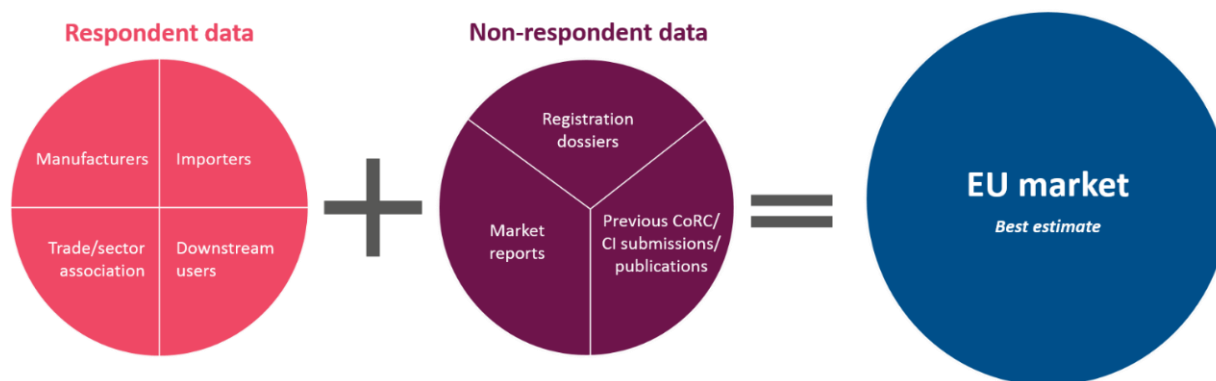 Respondent data
Manufacturers
Importers
Trade/sector
association
Downstream
users
Non-respondent data
Registration
dossiers
Market
reports
Previous CoRC/
CI submissions/
publications
EU market
Best estimate